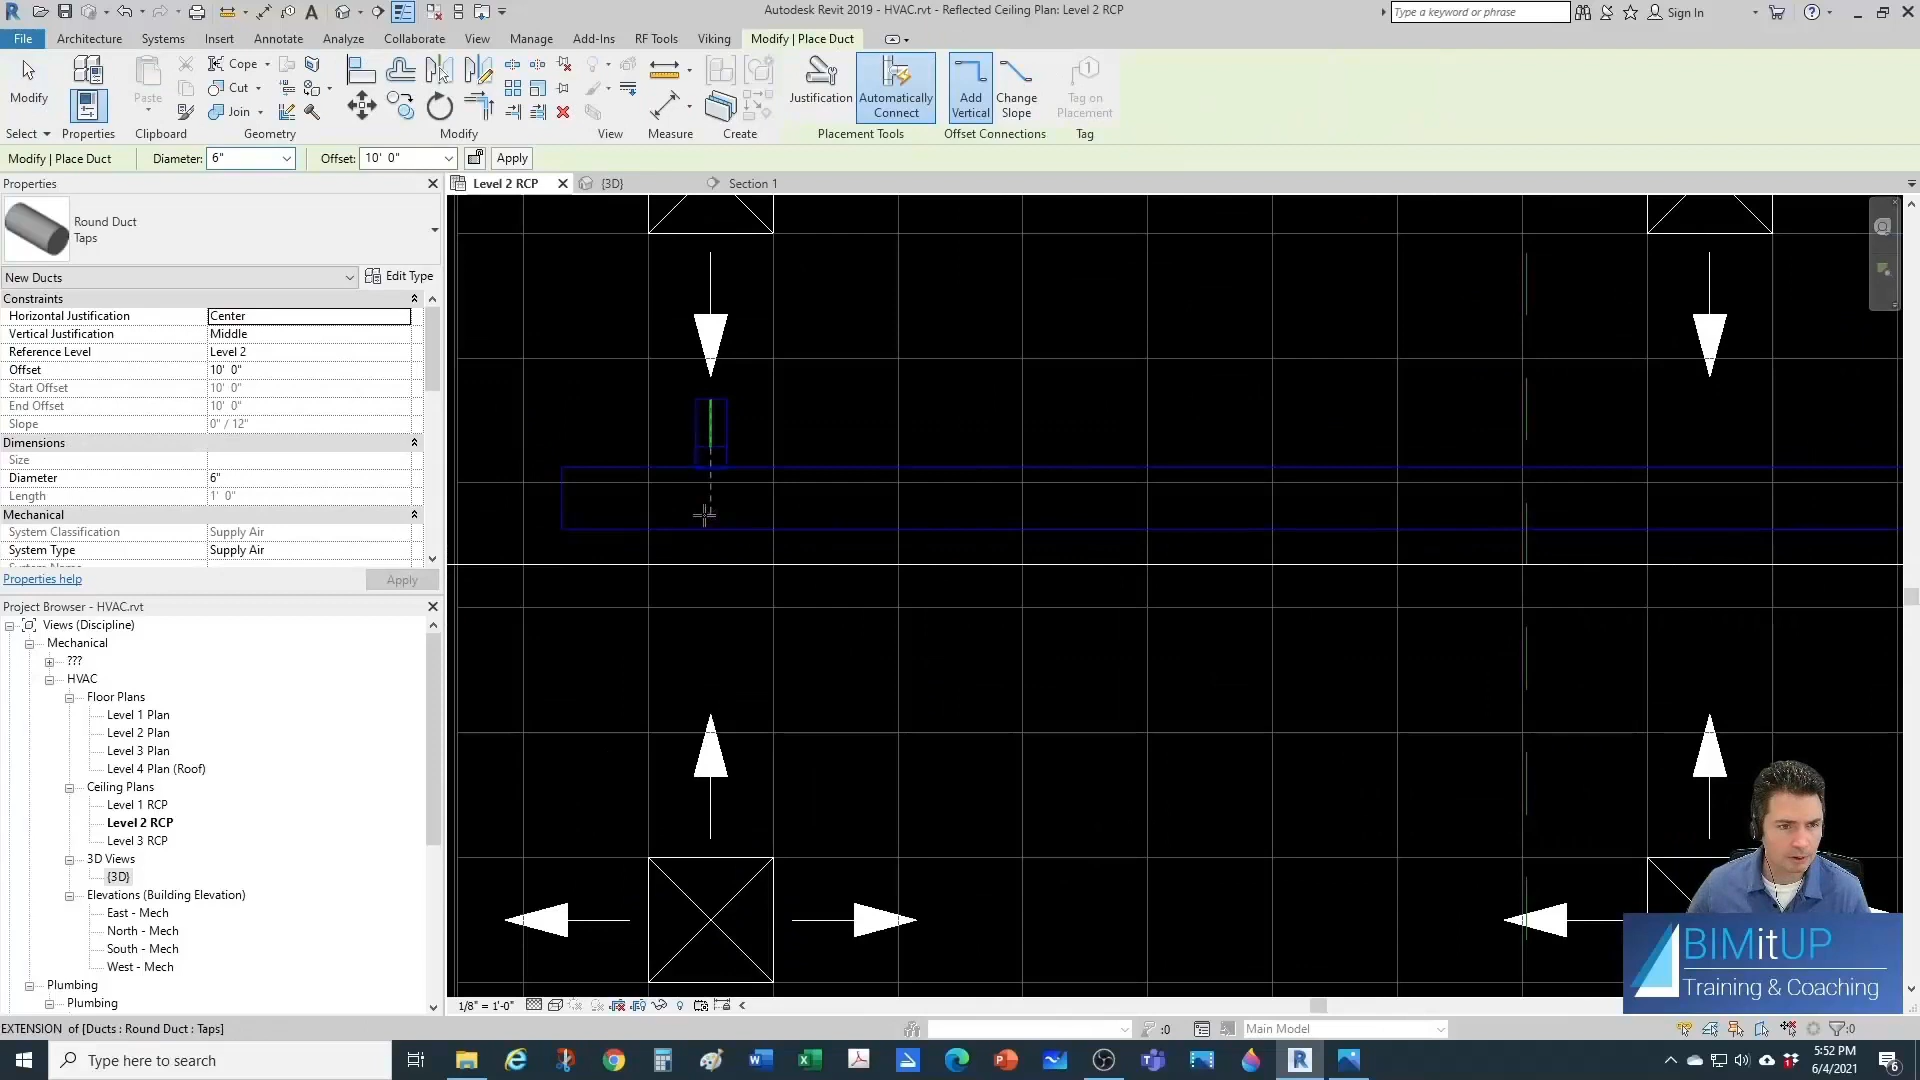 Autodesk Revit 2019 - HVAC.rvt - Reflected Ceiling Plan: Level 2 RCP
Type a keyword or phrase
Sign In
File Architecture Systems Insert Annotate Analyze Collaborate View Manage Add-Ins RF Tools Viking Modify | Place Duct
Modify
Paste
Cope
Cut
Join
Justification
Automatically Connect
Add Vertical
Change Slope
Tag on Placement
Select Properties Clipboard Geometry Modify View Measure Create Placement Tools Offset Connections Tag
Modify | Place Duct Diameter: 6" Offset: 10' 0" Apply
Properties
Level 2 RCP {3D} Section 1
Round Duct
Taps
New Ducts Edit Type
Constraints
Horizontal Justification Center
Vertical Justification Middle
Reference Level Level 2
Offset 10' 0"
Start Offset 10' 0"
End Offset 10' 0"
Slope 0" / 12"
Dimensions
Size
Diameter 6"
Length 1' 0"
Mechanical
System Classification Supply Air
System Type Supply Air
Properties help Apply
Project Browser - HVAC.rvt
Views (Discipline)
Mechanical
???
HVAC
Floor Plans
Level 1 Plan
Level 2 Plan
Level 3 Plan
Level 4 Plan (Roof)
Ceiling Plans
Level 1 RCP
Level 2 RCP
Level 3 RCP
3D Views
{3D}
Elevations (Building Elevation)
East - Mech
North - Mech
South - Mech
West - Mech
Plumbing
Plumbing
BIMitUP
Training & Coaching
1/8" = 1'-0"
EXTENSION of [Ducts : Round Duct : Taps]
:0
Main Model
:0
Type here to search
5:52 PM
6/4/2021
6